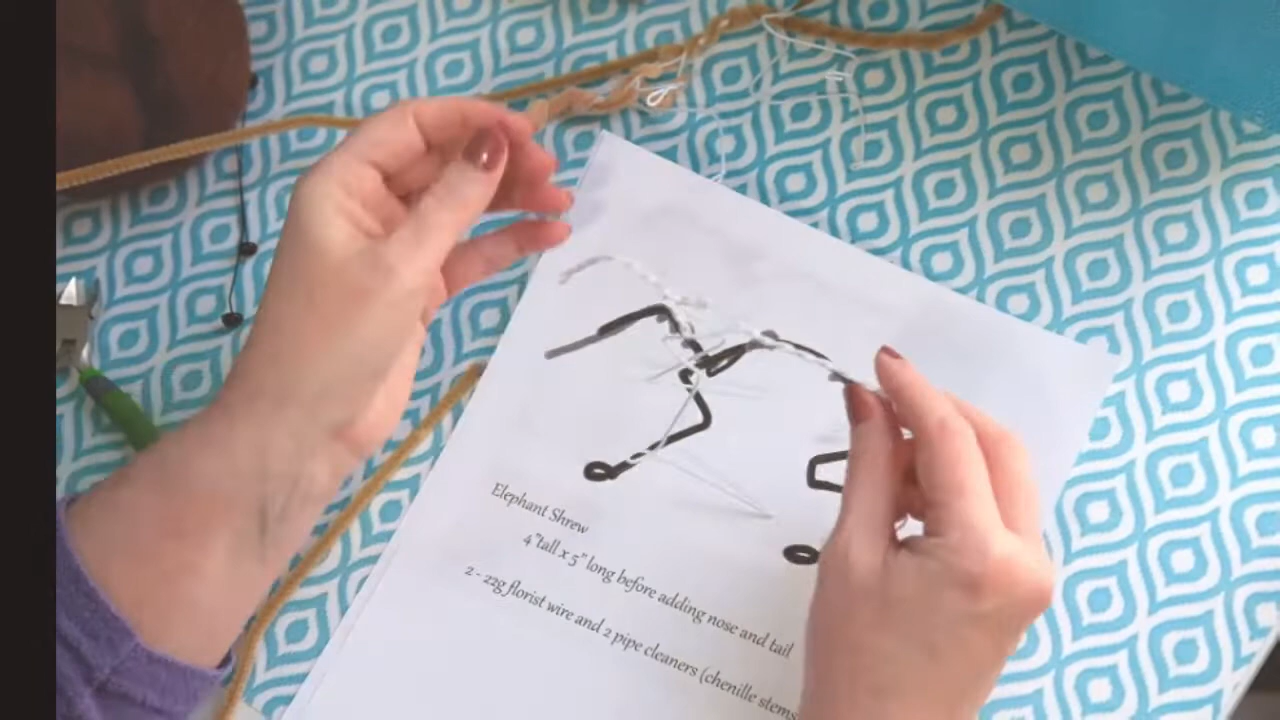 Elephant Shrew
4"tall x 5" long before adding nose and tail
2 - 22g florist wire and 2 pipe cleaners (chenille stems